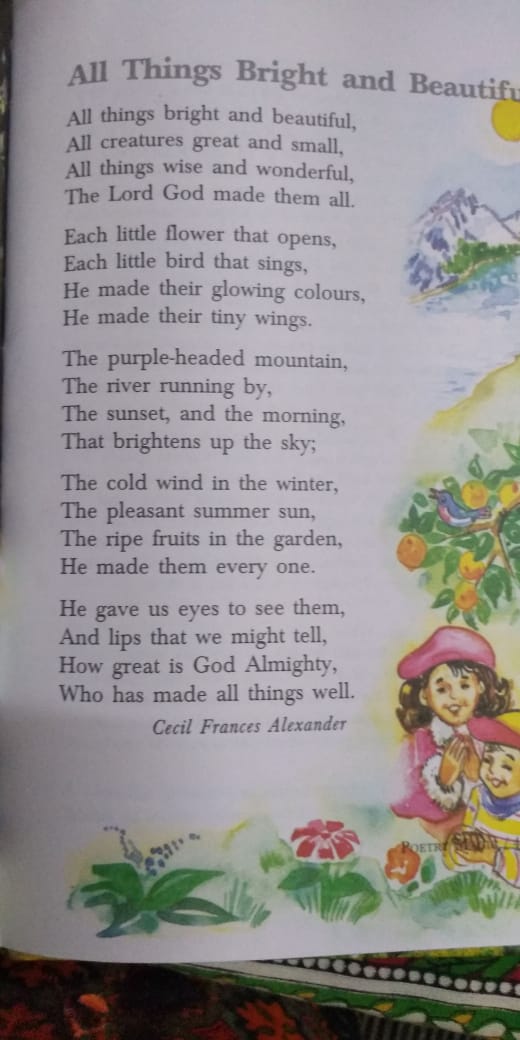 All Things Bright and Beautifu
All things bright and beautiful,
All creatures great and small,
All things wise and wonderful,
The Lord God made them all.
Each little flower that opens,
Each little bird that sings,
He made their glowing colours,
He made their tiny wings.
The purple-headed mountain,
The river running by,
The sunset, and the morning,
That brightens up the sky;
The cold wind in the winter,
The pleasant summer sun,
The ripe fruits in the garden,
He made them every one.
He gave us eyes to see them,
And lips that we might tell,
How great is God Almighty,
Who has made all things well.
Cecil Frances Alexander
POETRY